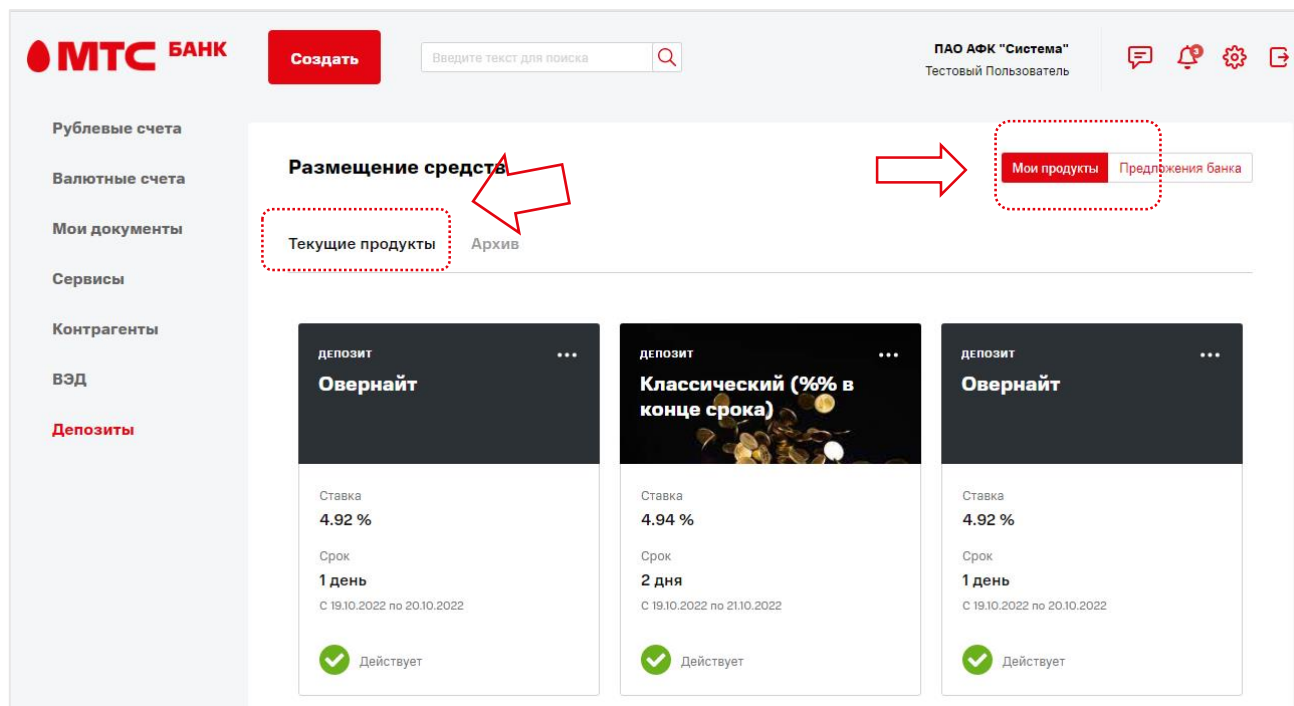 МТС БАНК
Создать
Введите текст для поиска
ПАО АФК "Система"
Тестовый Пользователь
3
Рублевые счета
Валютные счета
Мои документы
Сервисы
Контрагенты
ВЭД
Депозиты
Размещение средств
Мои продукты
Предложения банка
Текущие продукты
Архив
ДЕПОЗИТ
Овернайт
Ставка
4.92 %
Срок
1 день
С 19.10.2022 по 20.10.2022
Действует
ДЕПОЗИТ
Классический (%% в
конце срока)
Ставка
4.94 %
Срок
2 дня
С 19.10.2022 по 21.10.2022
Действует
ДЕПОЗИТ
Овернайт
Ставка
4.92 %
Срок
1 день
С 19.10.2022 по 20.10.2022
Действует